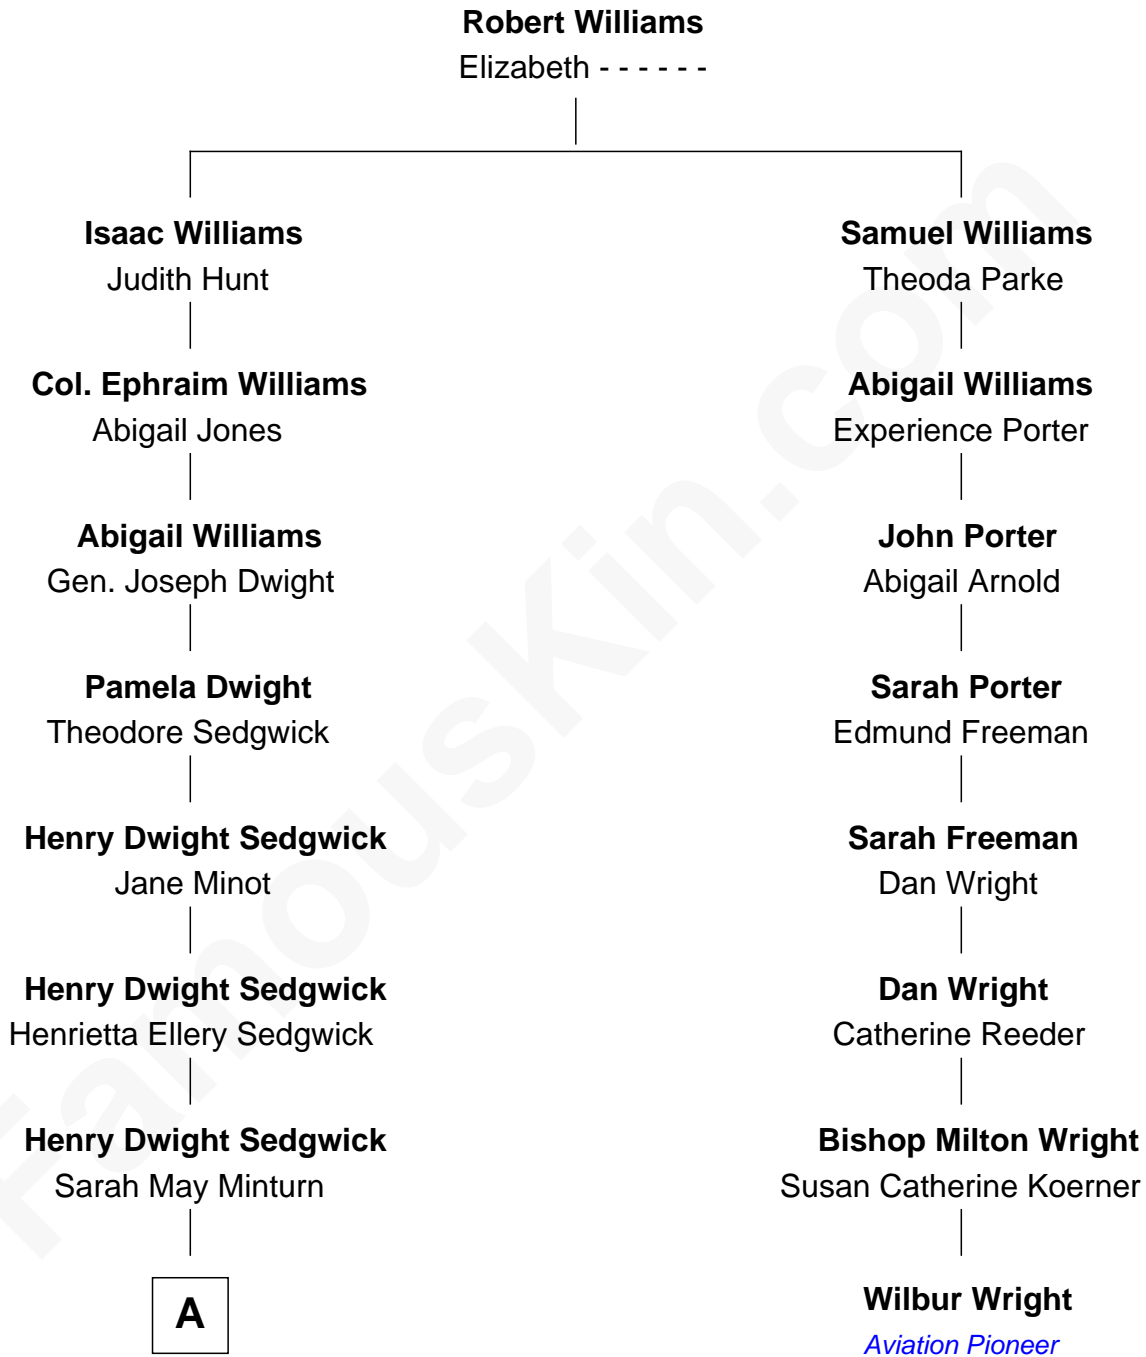 Robert Williams
Elizabeth - - - - - -
Isaac Williams
Judith Hunt
Samuel Williams
Theoda Parke
Col. Ephraim Williams
Abigail Jones
Abigail Williams
Experience Porter
Abigail Williams
Gen. Joseph Dwight
John Porter
Abigail Arnold
Pamela Dwight
Theodore Sedgwick
Sarah Porter
Edmund Freeman
Henry Dwight Sedgwick
Jane Minot
Sarah Freeman
Dan Wright
Henry Dwight Sedgwick
Henrietta Ellery Sedgwick
Dan Wright
Catherine Reeder
Henry Dwight Sedgwick
Sarah May Minturn
Bishop Milton Wright
Susan Catherine Koerner
A
Wilbur Wright
Aviation Pioneer
FamousKin.com